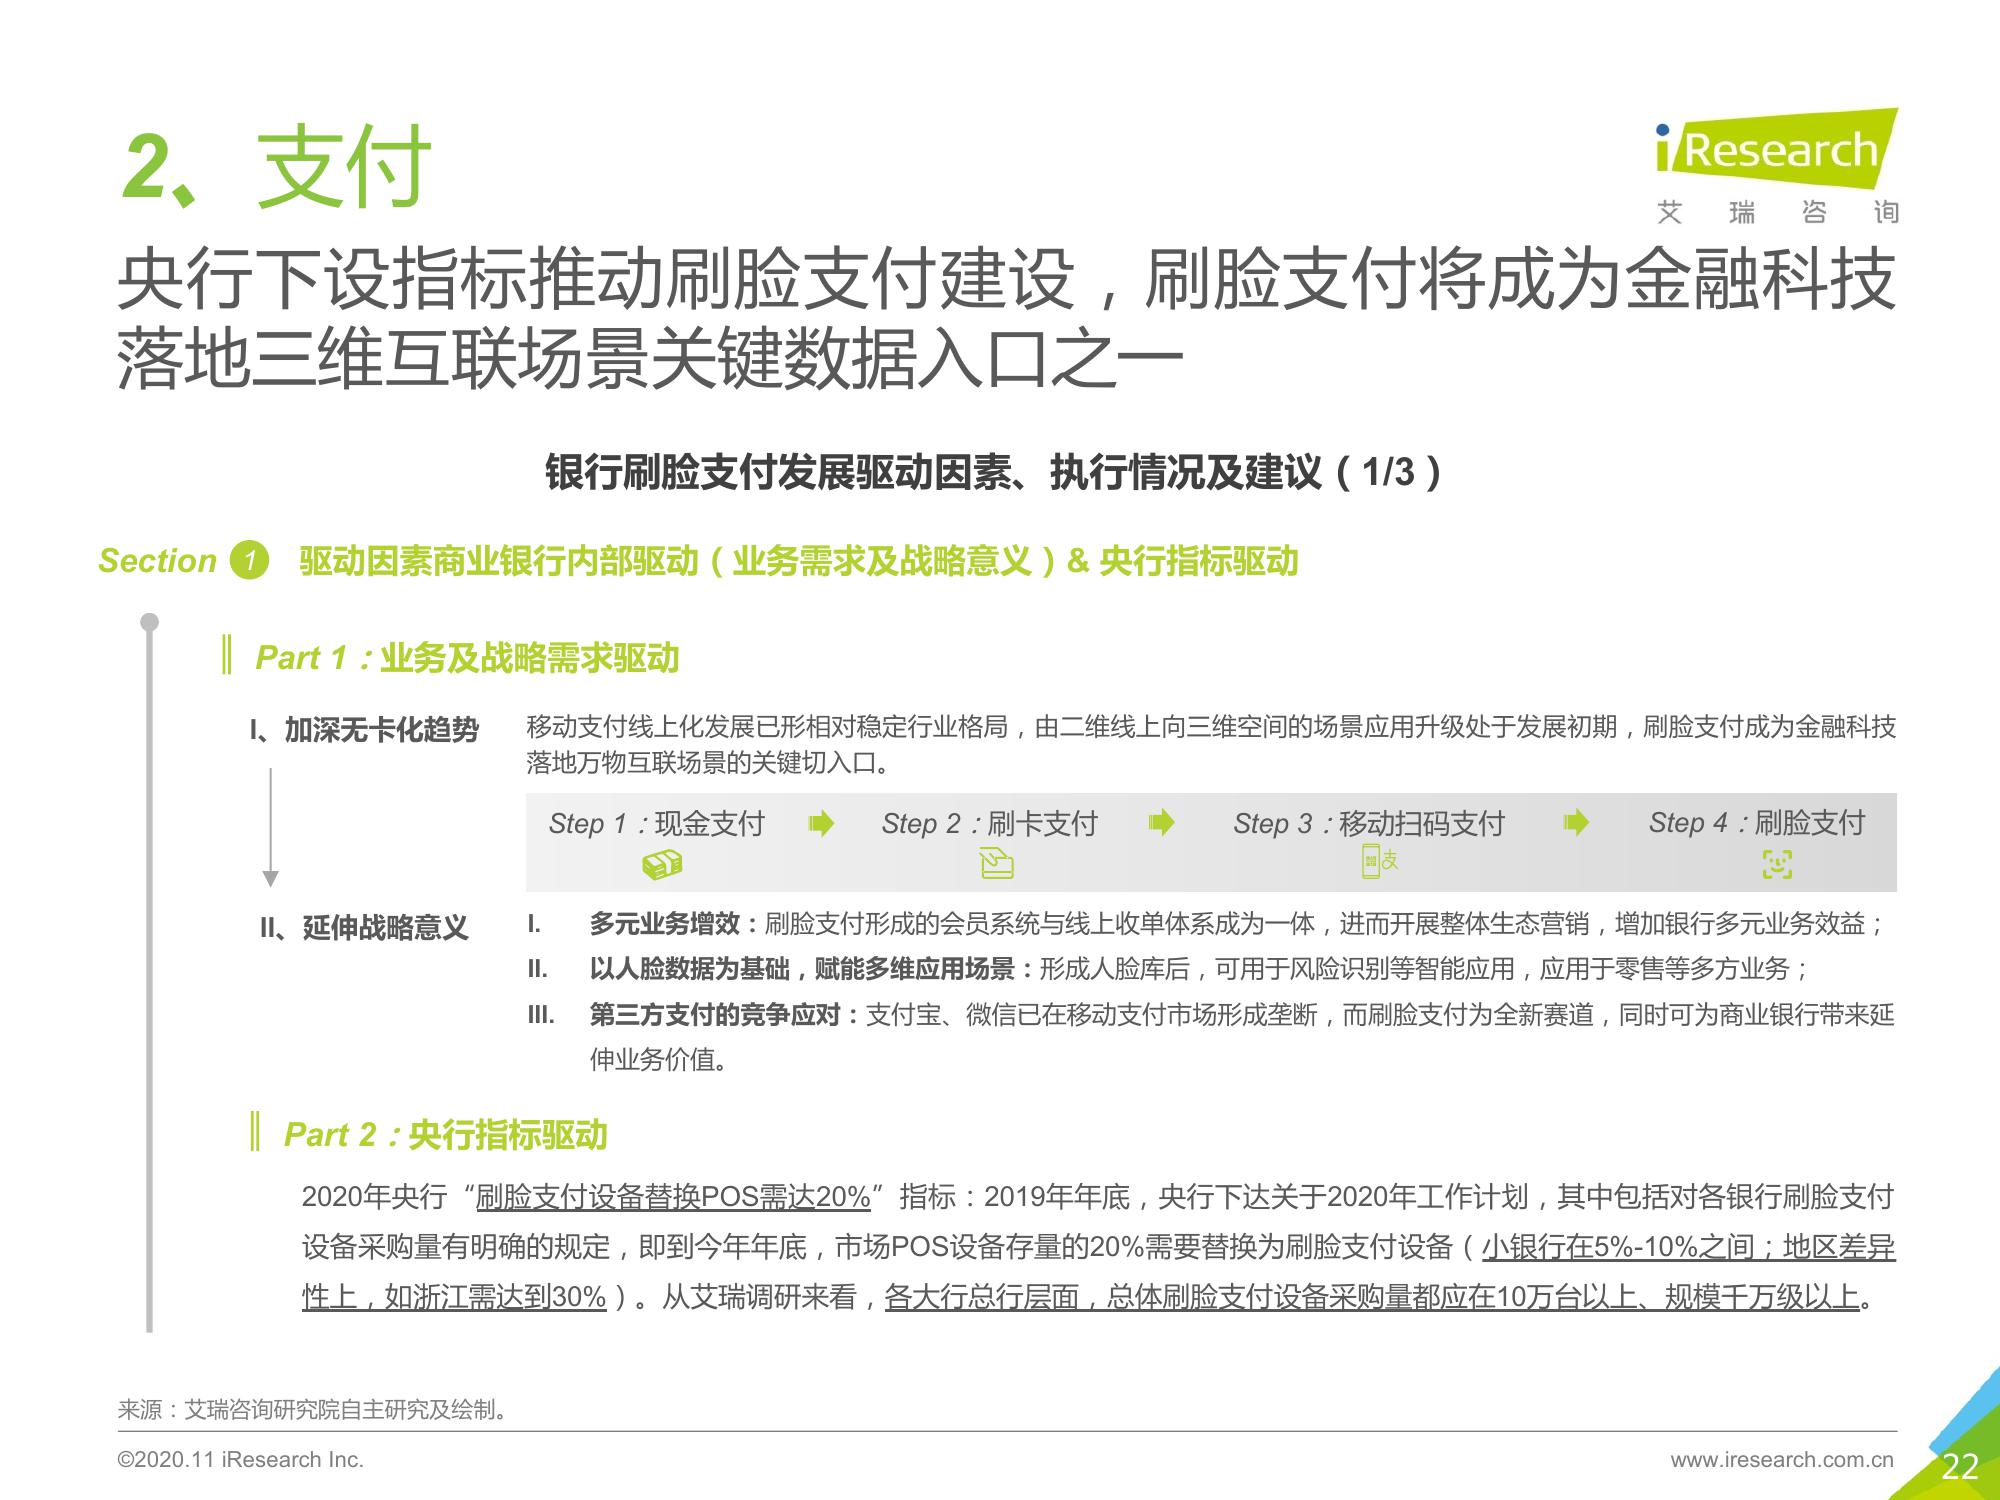 2、支付
iResearch
艾瑞咨询
央行下设指标推动刷脸支付建设，刷脸支付将成为金融科技
落地三维互联场景关键数据入口之一
银行刷脸支付发展驱动因素、执行情况及建议（1/3）
Section 1 驱动因素商业银行内部驱动（业务需求及战略意义）& 央行指标驱动
Part 1：业务及战略需求驱动
I、加深无卡化趋势
移动支付线上化发展已形相对稳定行业格局，由二维线上向三维空间的场景应用升级处于发展初期，刷脸支付成为金融科技
落地万物互联场景的关键切入口。
Step 1：现金支付 Step 2：刷卡支付 Step 3：移动扫码支付 Step 4：刷脸支付
支
II、延伸战略意义
I. 多元业务增效：刷脸支付形成的会员系统与线上收单体系成为一体，进而开展整体生态营销，增加银行多元业务效益；
II. 以人脸数据为基础，赋能多维应用场景：形成人脸库后，可用于风险识别等智能应用，应用于零售等多方业务；
III. 第三方支付的竞争应对：支付宝、微信已在移动支付市场形成垄断，而刷脸支付为全新赛道，同时可为商业银行带来延
伸业务价值。
Part 2：央行指标驱动
2020年央行“刷脸支付设备替换POS需达20%”指标：2019年年底，央行下达关于2020年工作计划，其中包括对各银行刷脸支付
设备采购量有明确的规定，即到今年年底，市场POS设备存量的20%需要替换为刷脸支付设备（小银行在5%-10%之间；地区差异
性上，如浙江需达到30%）。从艾瑞调研来看，各大行总行层面，总体刷脸支付设备采购量都应在10万台以上、规模千万级以上。
来源：艾瑞咨询研究院自主研究及绘制。
©2020.11 iResearch Inc.
www.iresearch.com.cn
22